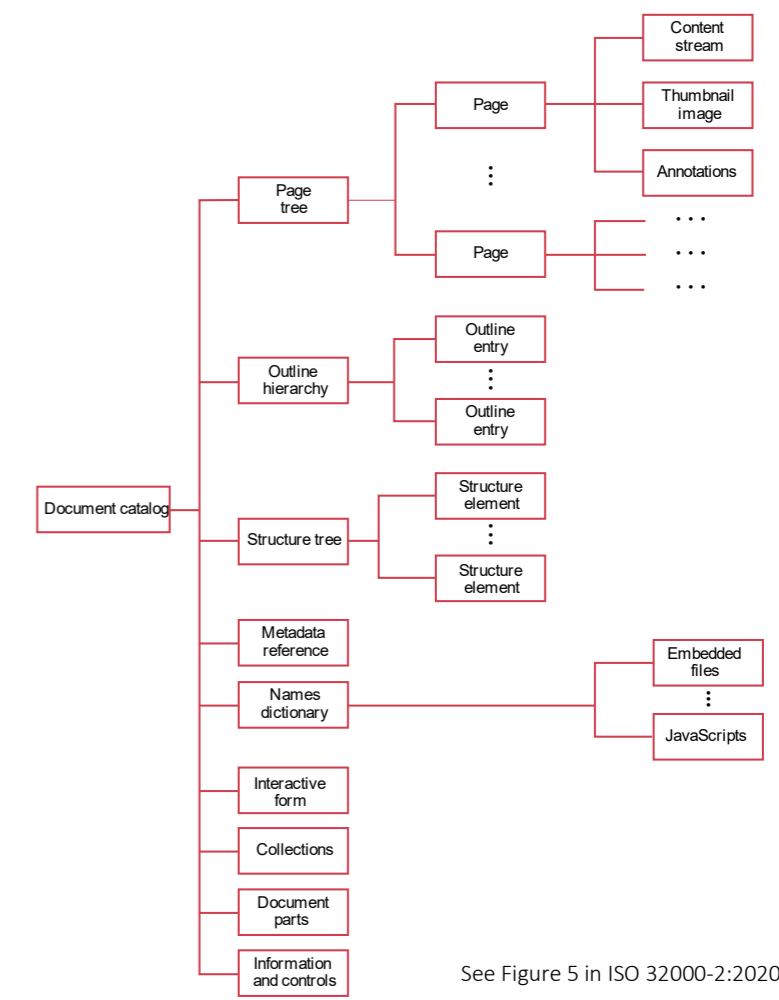 Document catalog
Page
tree
Page
Content
stream
Thumbnail
image
Annotations
⋮
Page
...
...
...
Outline
hierarchy
Outline
entry
⋮
Outline
entry
Structure tree
Structure
element
⋮
Structure
element
Metadata
reference
Names
dictionary
Embedded
files
⋮
JavaScripts
Interactive
form
Collections
Document
parts
Information
and controls
See Figure 5 in ISO 32000-2:2020